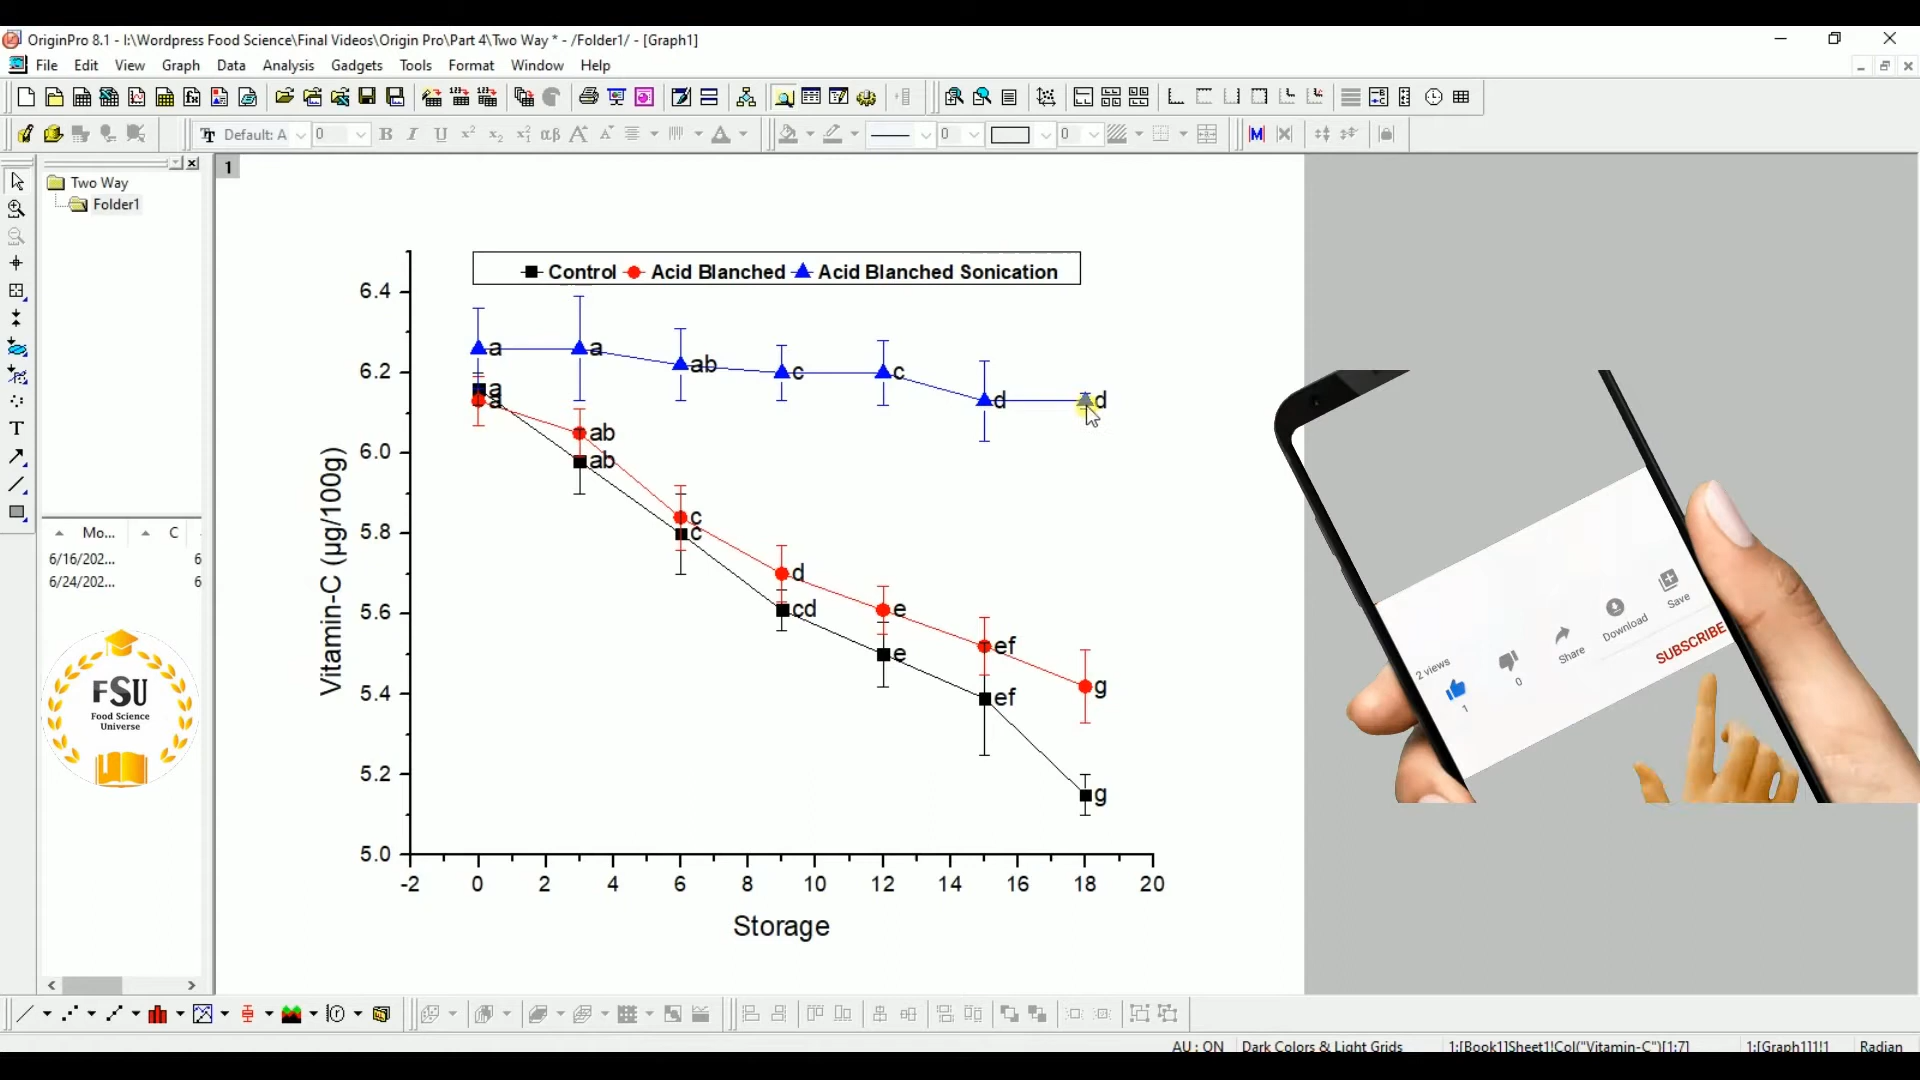 OriginPro 8.1 - I:\Wordpress Food Science\Final Videos\Origin Pro\Part 4\Two Way * - /Folder1/ - [Graph1]
File Edit View Graph Data Analysis Gadgets Tools Format Window Help
Default: A 0 B I U x² x₂ αβ A A 0 0
Two Way
Folder1
1
Control Acid Blanched Acid Blanched Sonication
6.4
6.2
6.0
5.8
5.6
5.4
5.2
5.0
a a ab c c d d
a
a
ab
ab
c
c
d
cd
e
e
ef
ef
g
g
-2 0 2 4 6 8 10 12 14 16 18 20
Vitamin-C (µg/100g)
Storage
Mo... C
6/16/202... 6
6/24/202... 6
FSU
Food Science
Universe
2 views
1
0
Share
Download
Save
SUBSCRIBE
AU : ON Dark Colors & Light Grids 1:[Book1]Sheet1!Col("Vitamin-C")[1:7] 1:[Graph1]1!1 Radian